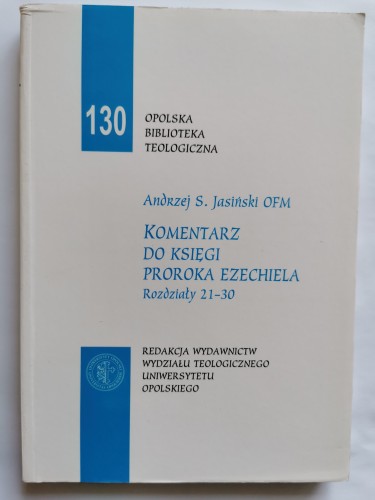 130
OPOLSKA
BIBLIOTEKA
TEOLOGICZNA
Andrzej S. Jasiński OFM
KOMENTARZ
DO KSIĘGI
PROROKA EZECHIELA
Rozdziały 21–30
REDAKCJA WYDAWNICTW
WYDZIAŁU TEOLOGICZNEGO
UNIWERSYTETU
OPOLSKIEGO